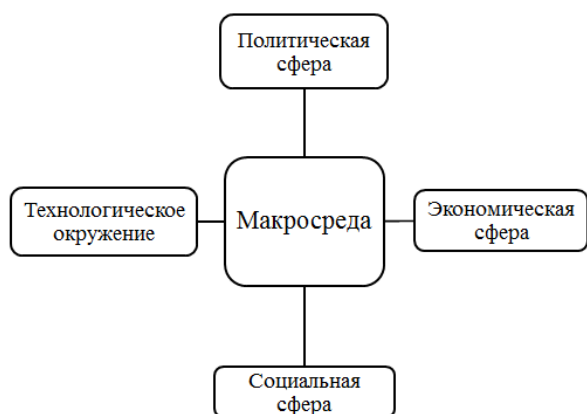 Политическая
сфера
Технологическое
окружение
Макросреда
Экономическая
сфера
Социальная
сфера